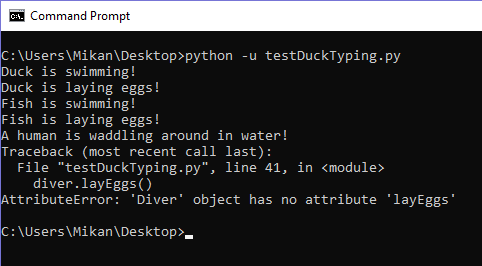 Command Prompt
C:\Users\Mikan\Desktop>python -u testDuckTyping.py
Duck is swimming!
Duck is laying eggs!
Fish is swimming!
Fish is laying eggs!
A human is waddling around in water!
Traceback (most recent call last):
  File "testDuckTyping.py", line 41, in <module>
    diver.layEggs()
AttributeError: 'Diver' object has no attribute 'layEggs'
C:\Users\Mikan\Desktop>